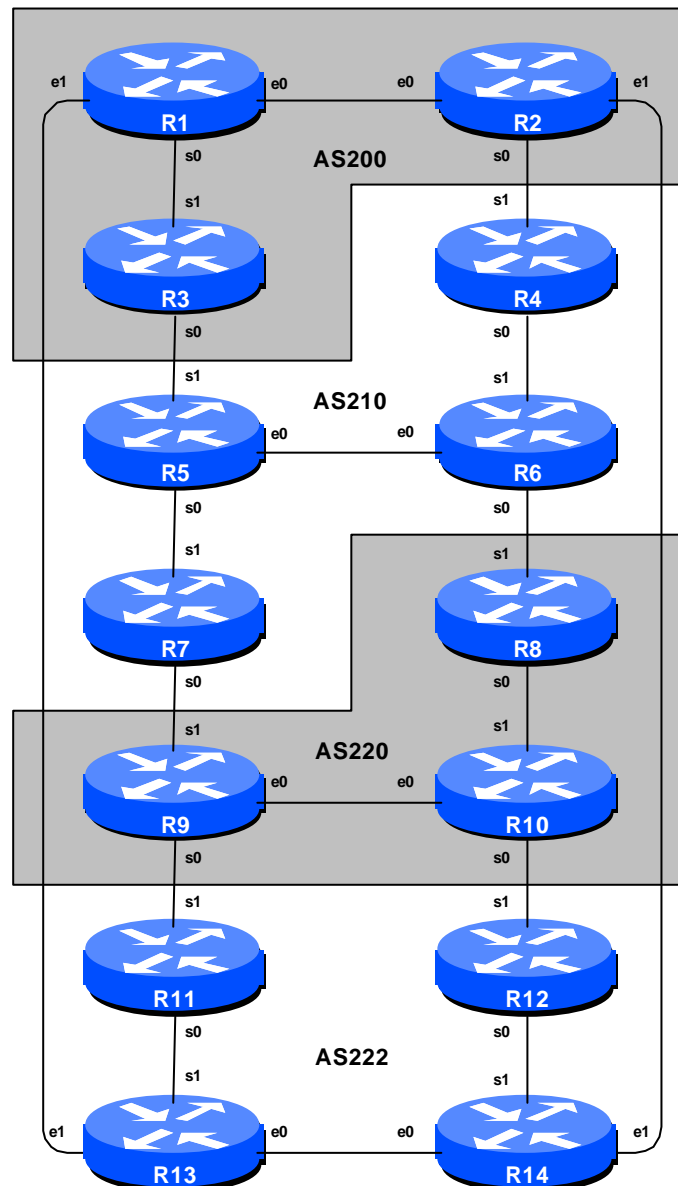 e1 e0 e0 e1
R1 R2
s0 AS200 s0
s1 s1
R3 R4
s0 s0
s1 AS210 s1
e0 e0
R5 R6
s0 s0
s1 s1
R7 R8
s0 s0
s1 AS220 s1
e0 e0
R9 R10
s0 s0
s1 s1
R11 R12
s0 s0
AS222
s1 s1
e1 e0 e0 e1
R13 R14